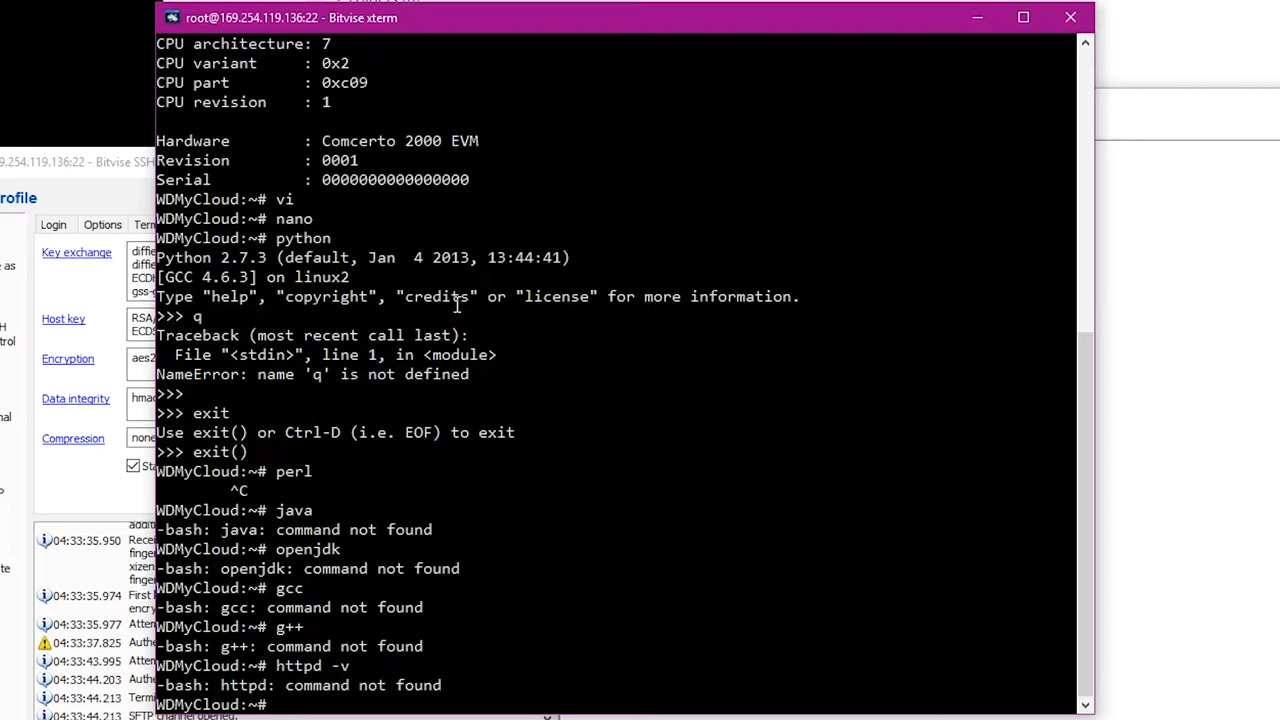 root@169.254.119.136:22 - Bitvise xterm
CPU architecture: 7
CPU variant : 0x2
CPU part : 0xc09
CPU revision : 1
Hardware : Comcerto 2000 EVM
Revision : 0001
Serial : 0000000000000000
WDMyCloud:~# vi
WDMyCloud:~# nano
WDMyCloud:~# python
Python 2.7.3 (default, Jan 4 2013, 13:44:41)
[GCC 4.6.3] on linux2
Type "help", "copyright", "credits" or "license" for more information.
>>> q
Traceback (most recent call last):
File "<stdin>", line 1, in <module>
NameError: name 'q' is not defined
>>>
>>> exit
Use exit() or Ctrl-D (i.e. EOF) to exit
>>> exit()
WDMyCloud:~# perl
^C
WDMyCloud:~# java
-bash: java: command not found
WDMyCloud:~# openjdk
-bash: openjdk: command not found
WDMyCloud:~# gcc
-bash: gcc: command not found
WDMyCloud:~# g++
-bash: g++: command not found
WDMyCloud:~# httpd -v
-bash: httpd: command not found
WDMyCloud:~#
9.254.119.136:22 - Bitvise SSH
Login Options
Key exchange
Host key RSA/
Encryption
Data integrity
Compression
04:33:35.950
04:33:35.974 First
04:33:35.977
04:33:37.825
04:33:43.995
04:33:44.203
04:33:44.213
04:33:44.213 SFTP channel opened.